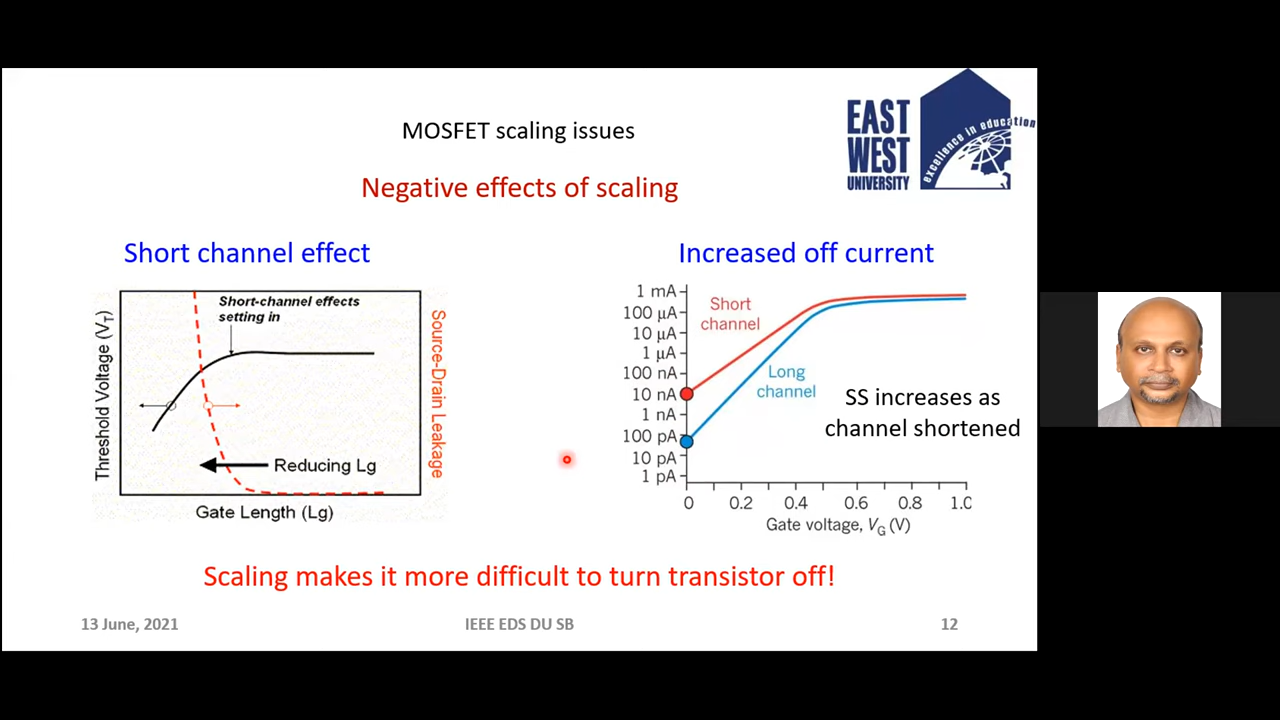 MOSFET scaling issues
Negative effects of scaling
EAST
WEST
UNIVERSITY
excellence in education
Short channel effect
Short-channel effects
setting in
Threshold Voltage (VT)
Source-Drain Leakage
Reducing Lg
Gate Length (Lg)
Increased off current
1 mA
100 μA
10 μA
1 μA
100 nA
10 nA
1 nA
100 pA
10 pA
1 pA
Short
channel
Long
channel
0 0.2 0.4 0.6 0.8 1.0
Gate voltage, VG (V)
SS increases as
channel shortened
Scaling makes it more difficult to turn transistor off!
13 June, 2021
IEEE EDS DU SB
12